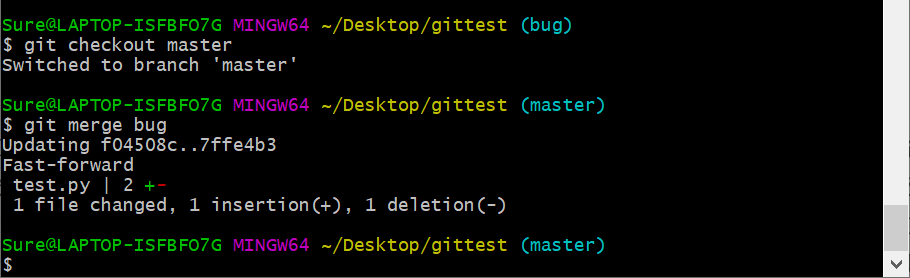 Sure@LAPTOP-ISFBFO7G MINGW64 ~/Desktop/gittest (bug)
$ git checkout master
Switched to branch 'master'
Sure@LAPTOP-ISFBFO7G MINGW64 ~/Desktop/gittest (master)
$ git merge bug
Updating f04508c..7ffe4b3
Fast-forward
 test.py | 2 +-
 1 file changed, 1 insertion(+), 1 deletion(-)
Sure@LAPTOP-ISFBFO7G MINGW64 ~/Desktop/gittest (master)
$